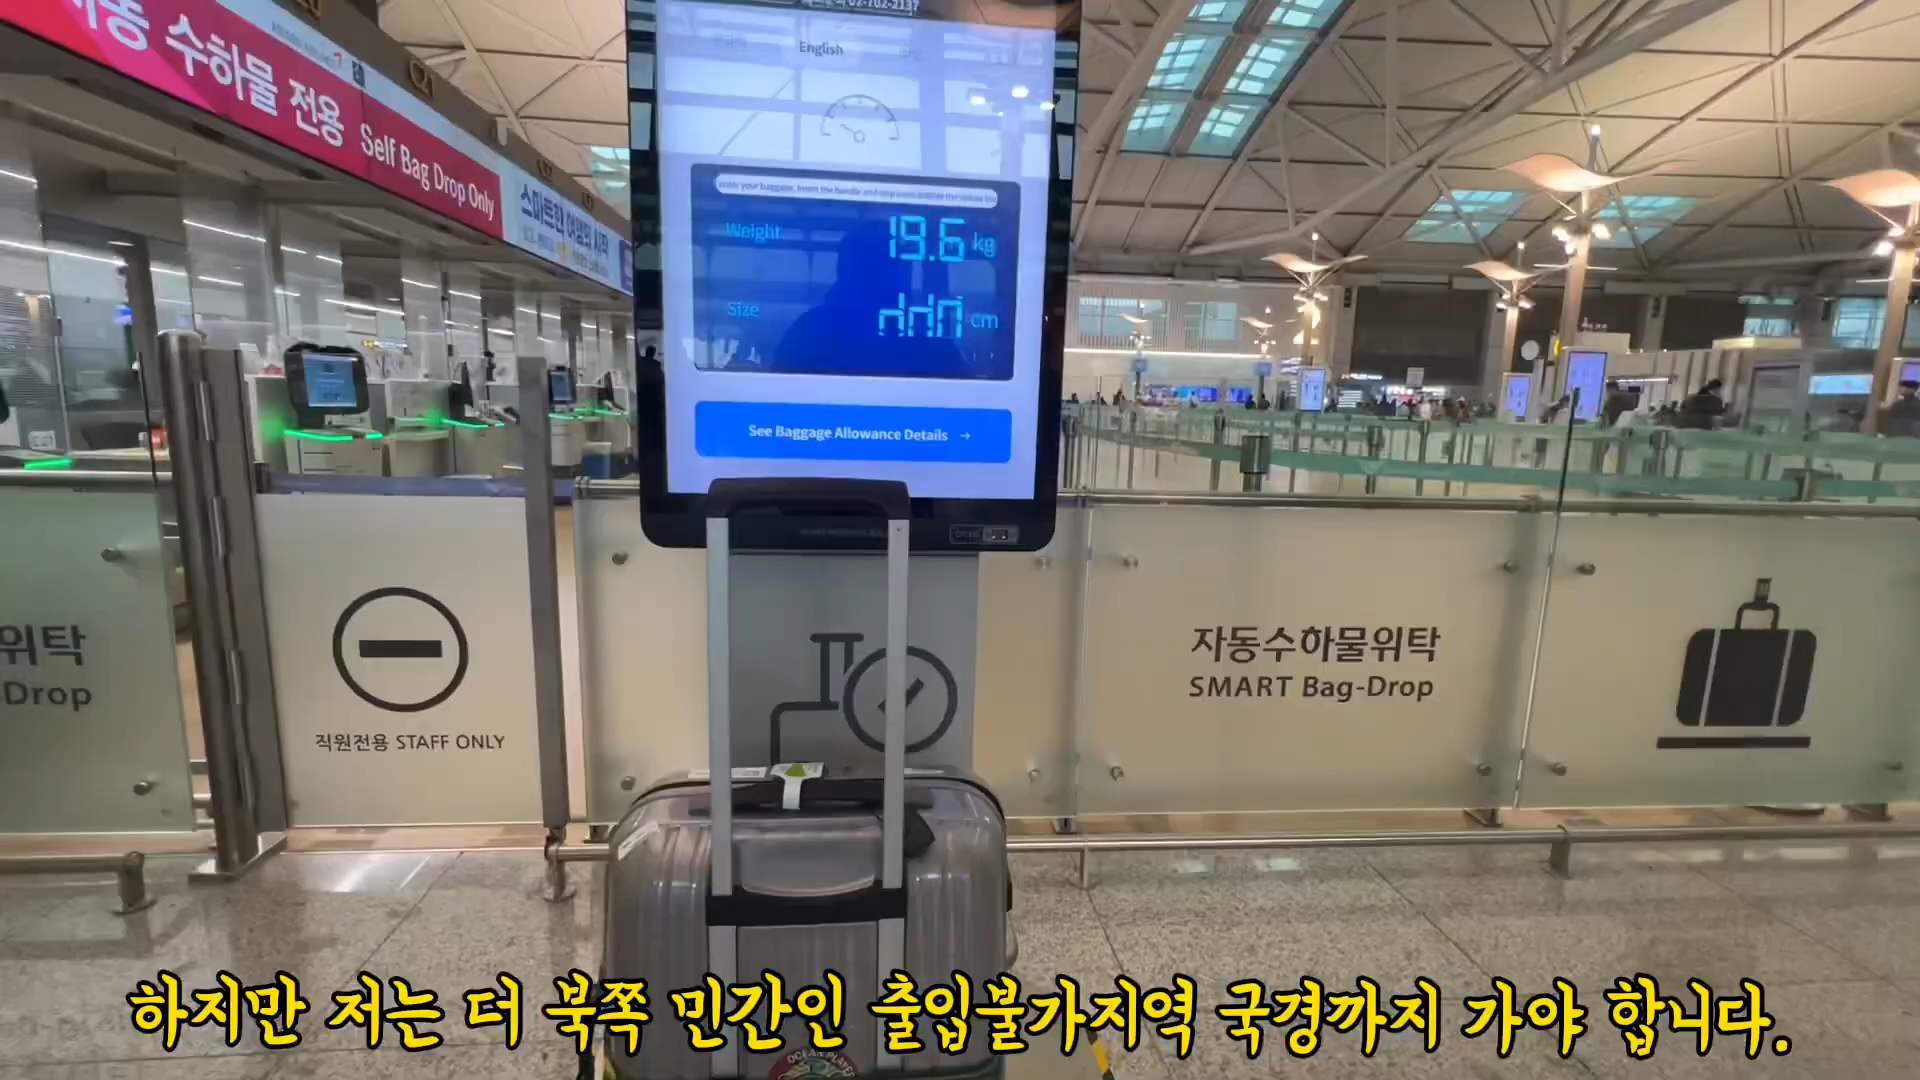 02-702-2137
English
수하물 전용 Self Bag Drop Only
Weight 19.6 kg
Size cm
See Baggage Allowance Details →
위탁
Drop
직원전용 STAFF ONLY
자동수하물위탁
SMART Bag-Drop
하지만 저는 더 북쪽 민간인 출입불가지역 국경까지 가야 합니다.